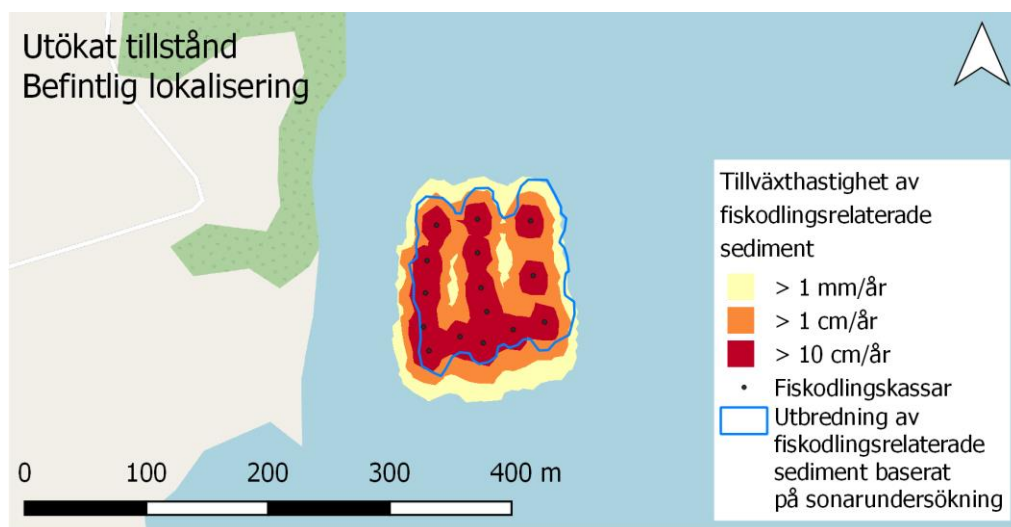 Utökat tillstånd
Befintlig lokalisering
Tillväxthastighet av
fiskodlingsrelaterade
sediment
> 1 mm/år
> 1 cm/år
> 10 cm/år
Fiskodlingskassar
Utbredning av
fiskodlingsrelaterade
sediment baserat
på sonarundersökning
0 100 200 300 400 m